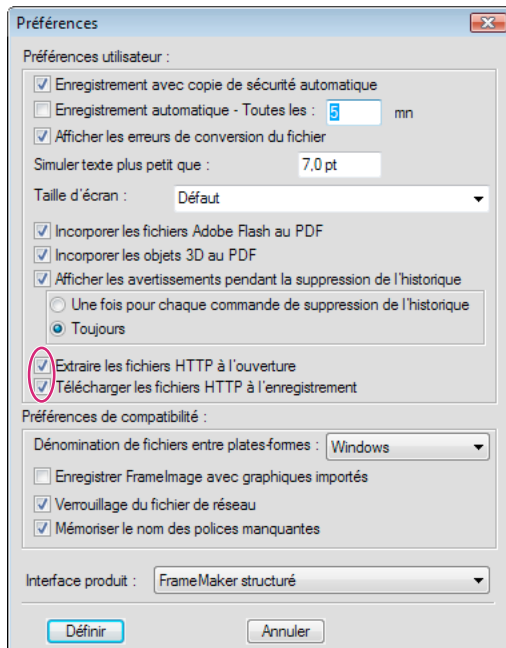 Préférences
Préférences utilisateur :
Enregistrement avec copie de sécurité automatique
Enregistrement automatique - Toutes les : 5 mn
Afficher les erreurs de conversion du fichier
Simuler texte plus petit que : 7,0 pt
Taille d'écran : Défaut
Incorporer les fichiers Adobe Flash au PDF
Incorporer les objets 3D au PDF
Afficher les avertissements pendant la suppression de l'historique
Une fois pour chaque commande de suppression de l'historique
Toujours
Extraire les fichiers HTTP à l'ouverture
Télécharger les fichiers HTTP à l'enregistrement
Préférences de compatibilité :
Dénomination de fichiers entre plates-formes : Windows
Enregistrer FrameImage avec graphiques importés
Verrouillage du fichier de réseau
Mémoriser le nom des polices manquantes
Interface produit : FrameMaker structuré
Définir Annuler